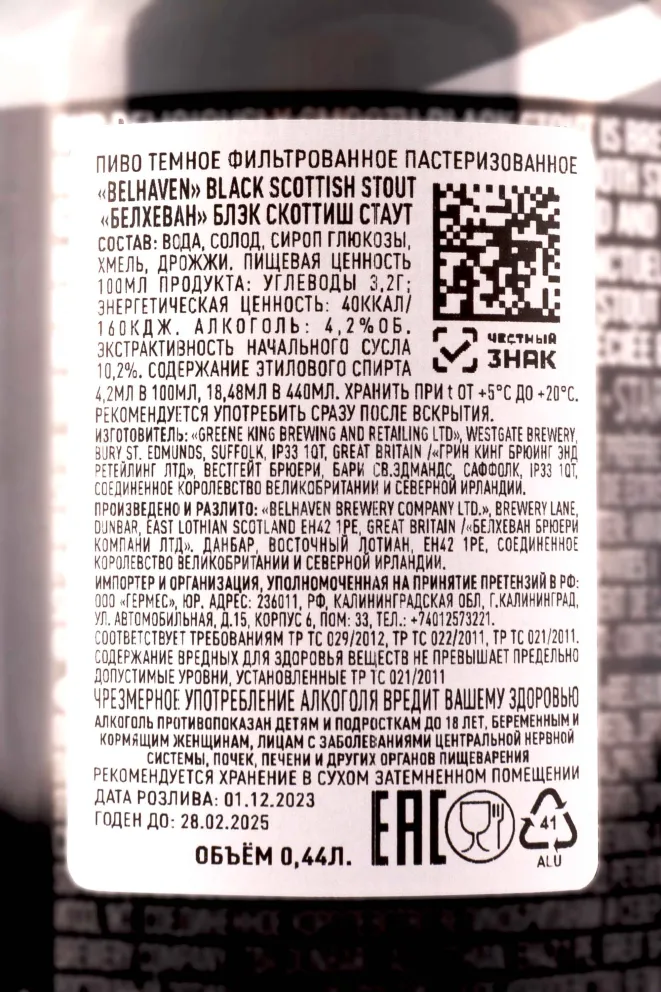 ПИВО ТЕМНОЕ ФИЛЬТРОВАННОЕ ПАСТЕРИЗОВАННОЕ
«BELHAVEN» BLACK SCOTTISH STOUT
«БЕЛХЕВАН» БЛЭК СКОТТИШ СТАУТ
СОСТАВ: ВОДА, СОЛОД, СИРОП ГЛЮКОЗЫ,
ХМЕЛЬ, ДРОЖЖИ. ПИЩЕВАЯ ЦЕННОСТЬ
100МЛ ПРОДУКТА: УГЛЕВОДЫ 3,2Г;
ЭНЕРГЕТИЧЕСКАЯ ЦЕННОСТЬ: 40ККАЛ/
160КДЖ. АЛКОГОЛЬ: 4,2%ОБ.
ЭКСТРАКТИВНОСТЬ НАЧАЛЬНОГО СУСЛА
10,2%. СОДЕРЖАНИЕ ЭТИЛОВОГО СПИРТА
4,2МЛ В 100МЛ, 18,48МЛ В 440МЛ. ХРАНИТЬ ПРИ t ОТ +5°C ДО +20°C.
РЕКОМЕНДУЕТСЯ УПОТРЕБИТЬ СРАЗУ ПОСЛЕ ВСКРЫТИЯ.
ЧЕСТНЫЙ
ЗНАК
ИЗГОТОВИТЕЛЬ: «GREENE KING BREWING AND RETAILING LTD», WESTGATE BREWERY,
BURY ST. EDMUNDS, SUFFOLK, IP33 1QT, GREAT BRITAIN /«ГРИН КИНГ БРЮИНГ ЭНД
РЕТЕЙЛИНГ ЛТД», ВЕСТГЕЙТ БРЮЕРИ, БАРИ СВ.ЭДМАНДС, САФФОЛК, IP33 1QT,
СОЕДИНЕННОЕ КОРОЛЕВСТВО ВЕЛИКОБРИТАНИИ И СЕВЕРНОЙ ИРЛАНДИИ.
ПРОИЗВЕДЕНО И РАЗЛИТО: «BELHAVEN BREWERY COMPANY LTD.», BREWERY LANE,
DUNBAR, EAST LOTHIAN SCOTLAND EH42 1PE, GREAT BRITAIN /«БЕЛХЕВАН БРЮЕРИ
КОМПАНИ ЛТД». ДАНБАР, ВОСТОЧНЫЙ ЛОТИАН, EH42 1PE, СОЕДИНЕННОЕ
КОРОЛЕВСТВО ВЕЛИКОБРИТАНИИ И СЕВЕРНОЙ ИРЛАНДИИ.
ИМПОРТЕР И ОРГАНИЗАЦИЯ, УПОЛНОМОЧЕННАЯ НА ПРИНЯТИЕ ПРЕТЕНЗИЙ В РФ:
ООО «ГЕРМЕС», ЮР. АДРЕС: 236011, РФ, КАЛИНИНГРАДСКАЯ ОБЛ, Г.КАЛИНИНГРАД,
УЛ. АВТОМОБИЛЬНАЯ, Д.15, КОРПУС 6, ПОМ: 33, ТЕЛ.: +74012573221.
СООТВЕТСТВУЕТ ТРЕБОВАНИЯМ ТР ТС 029/2012, ТР ТС 022/2011, ТР ТС 021/2011.
СОДЕРЖАНИЕ ВРЕДНЫХ ДЛЯ ЗДОРОВЬЯ ВЕЩЕСТВ НЕ ПРЕВЫШАЕТ ПРЕДЕЛЬНО
ДОПУСТИМЫЕ УРОВНИ, УСТАНОВЛЕННЫЕ ТР ТС 021/2011
ЧРЕЗМЕРНОЕ УПОТРЕБЛЕНИЕ АЛКОГОЛЯ ВРЕДИТ ВАШЕМУ ЗДОРОВЬЮ
АЛКОГОЛЬ ПРОТИВОПОКАЗАН ДЕТЯМ И ПОДРОСТКАМ ДО 18 ЛЕТ, БЕРЕМЕННЫМ И
КОРМЯЩИМ ЖЕНЩИНАМ, ЛИЦАМ С ЗАБОЛЕВАНИЯМИ ЦЕНТРАЛЬНОЙ НЕРВНОЙ
СИСТЕМЫ, ПОЧЕК, ПЕЧЕНИ И ДРУГИХ ОРГАНОВ ПИЩЕВАРЕНИЯ
РЕКОМЕНДУЕТСЯ ХРАНЕНИЕ В СУХОМ ЗАТЕМНЕННОМ ПОМЕЩЕНИИ
ДАТА РОЗЛИВА: 01.12.2023
ГОДЕН ДО: 28.02.2025
ОБЪЁМ 0,44Л.
EAC
41
ALU